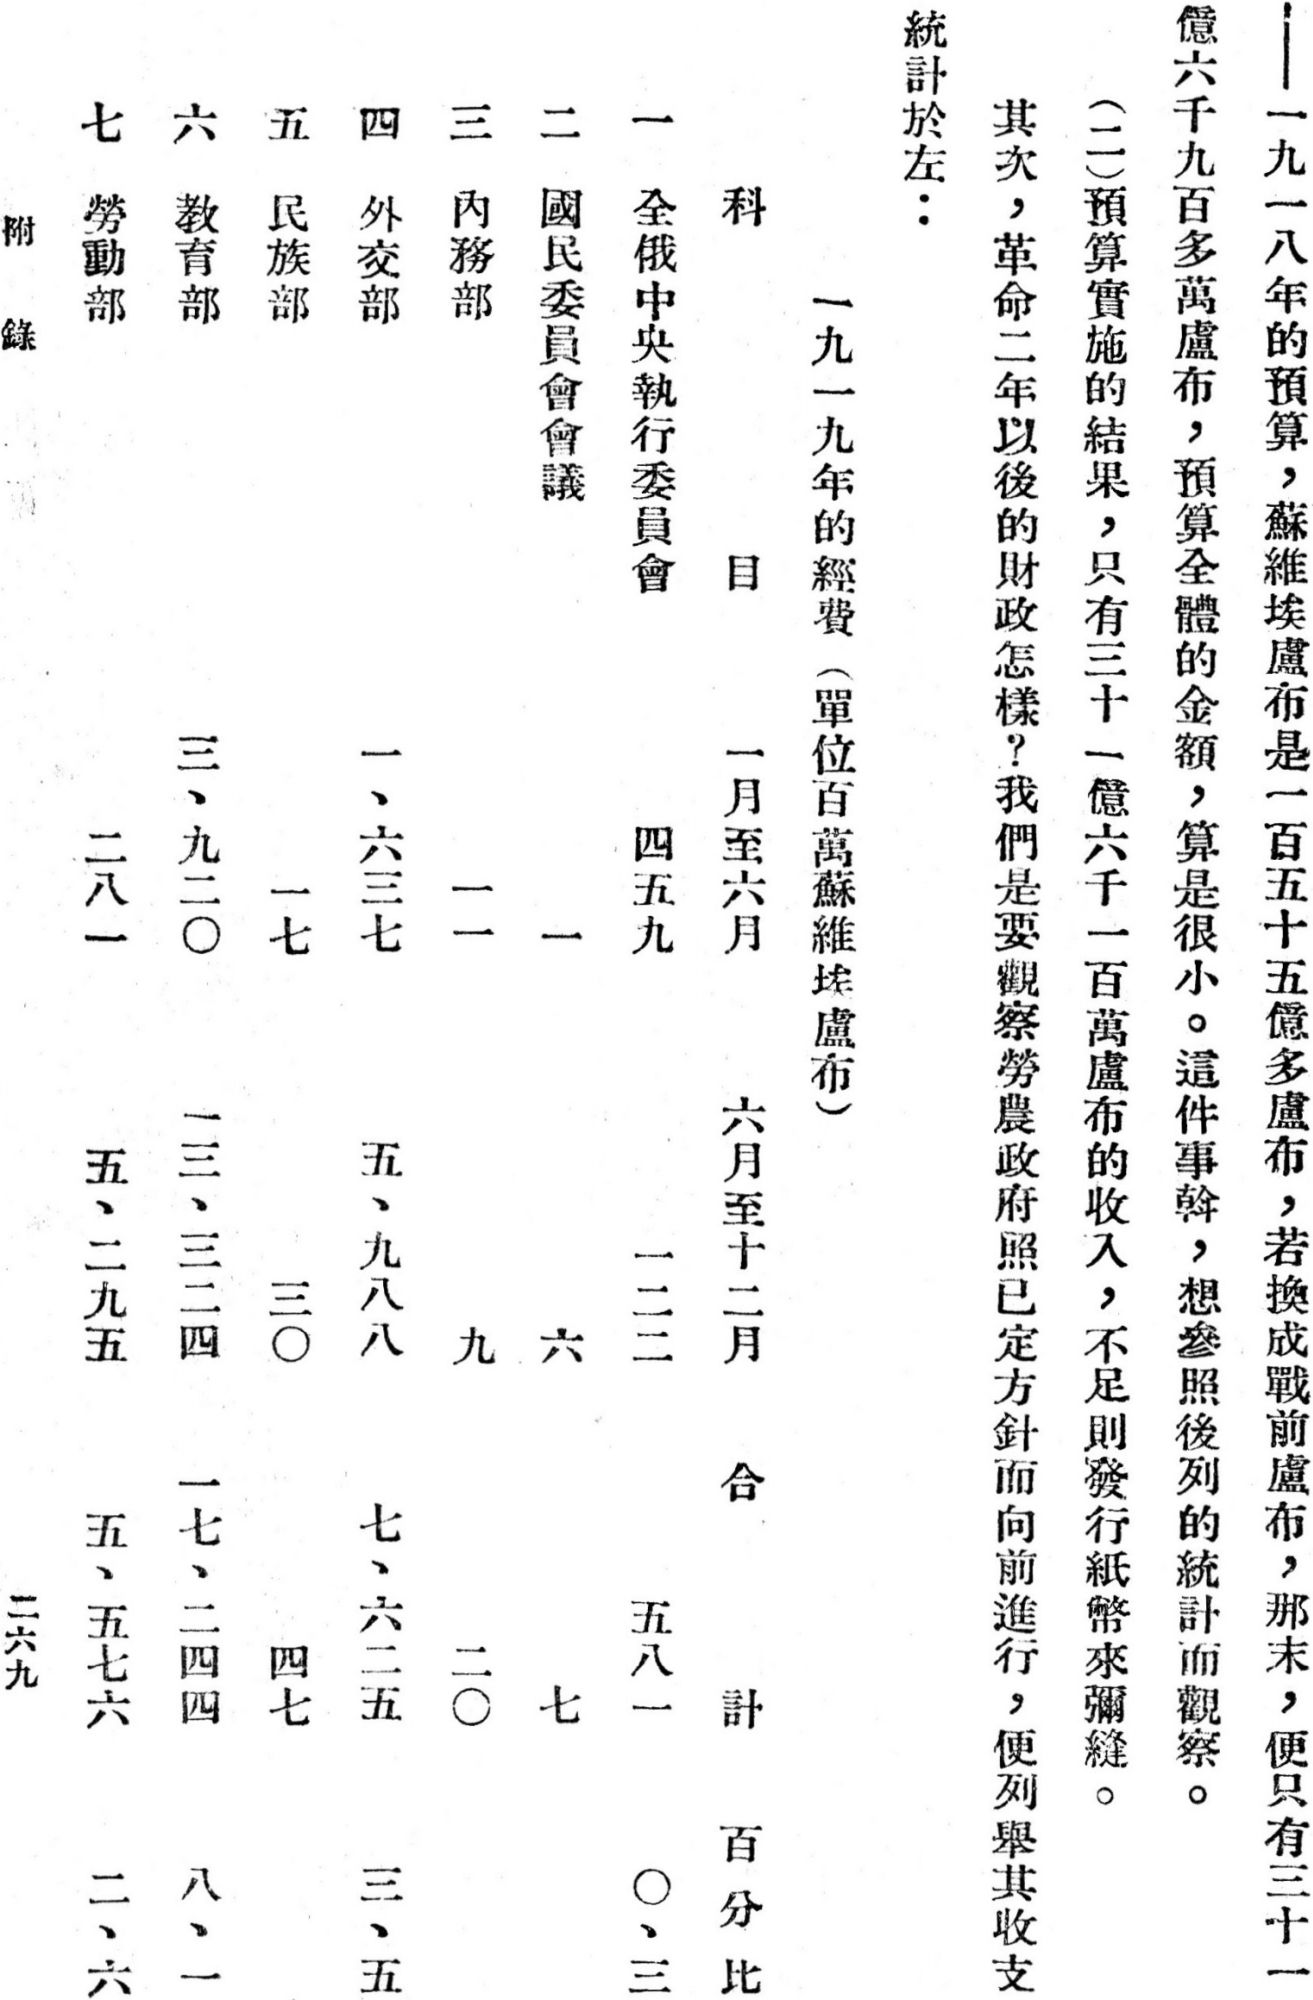 ——一九一八年的預算，蘇維埃盧布是一百五十五億多盧布，若換成戰前盧布，那末，便只有三十一
億六千九百多萬盧布，預算全體的金額，算是很小。這件事幹，想參照後列的統計而觀察。
（二）預算實施的結果，只有三十一億六千一百萬盧布的收入，不足則發行紙幣來彌縫。
其次，革命二年以後的財政怎樣？我們是要觀察勞農政府照已定方針而向前進行，便列舉其收支
統計於左：
一九一九年的經費（單位百萬蘇維埃盧布）
科目　一月至六月　六月至十二月　合計　百分比
一　全俄中央執行委員會　四五九　一二二　五八一　〇、三
二　國民委員會會議　一　六　七
三　內務部　一一　九　二〇
四　外交部　一、六三七　五、九八八　七、六二五　三、五
五　民族部　一七　三〇　四七
六　教育部　三、九二〇　一三、三二四　一七、二四四　八、一
七　勞動部　二八一　五、二九五　五、五七六　二、六
附錄　二六九